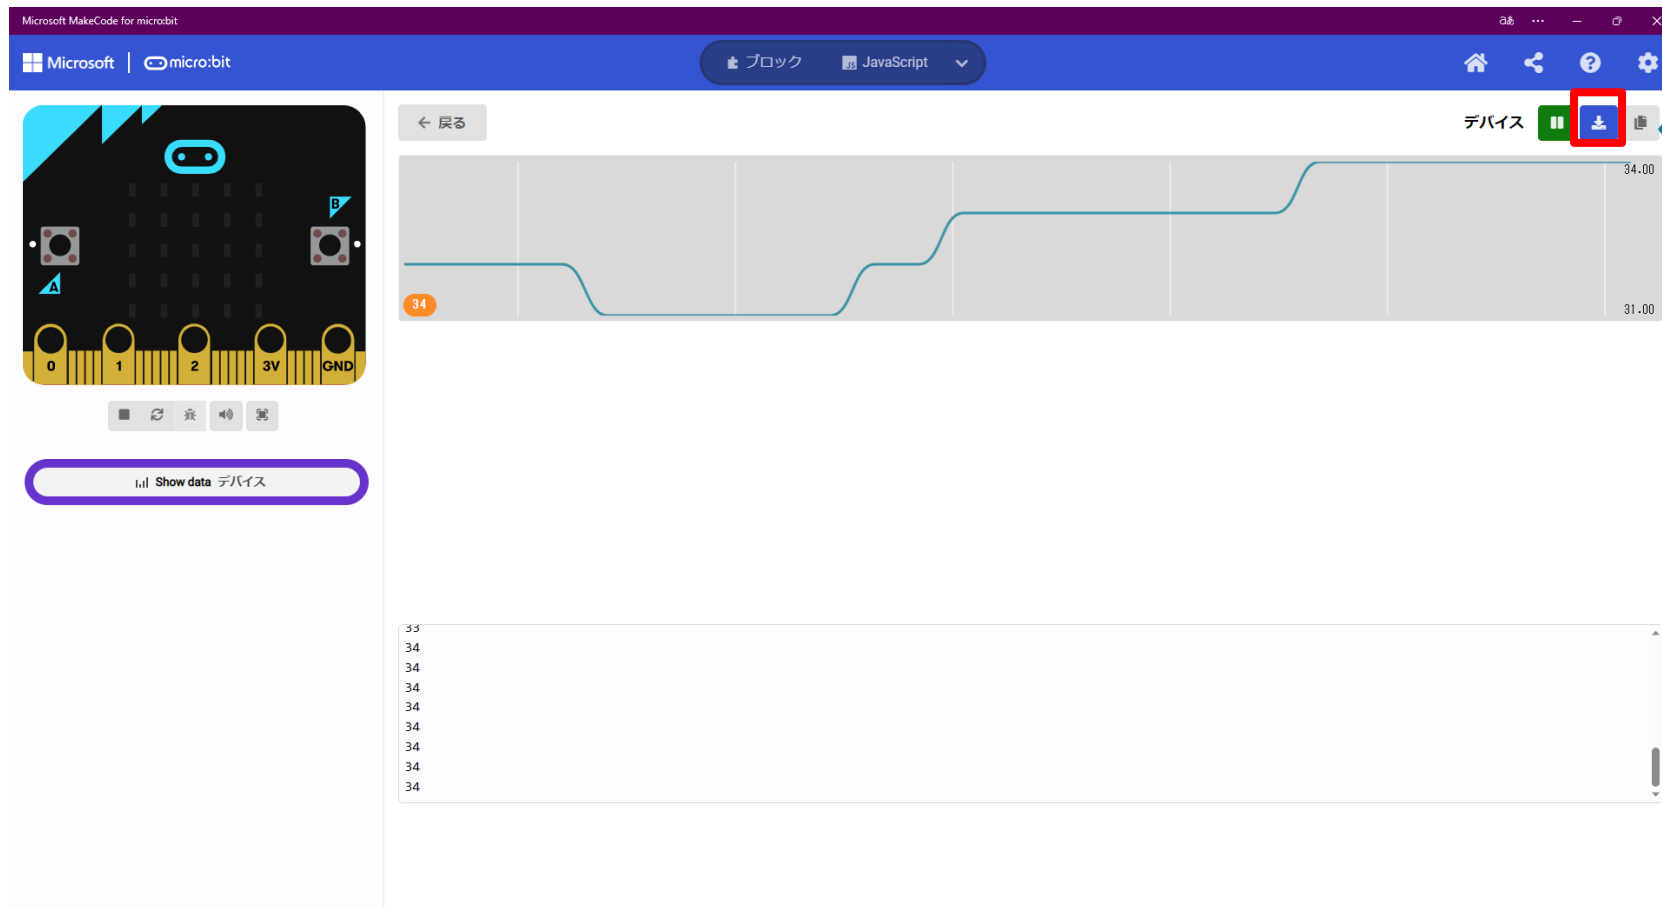 Microsoft MakeCode for micro:bit
aあ
Microsoft
micro:bit
ブロック
JS JavaScript
戻る
デバイス
B
A
0 1 2 3V GND
34.00
34
31.00
Show data デバイス
33
34
34
34
34
34
34
34
34